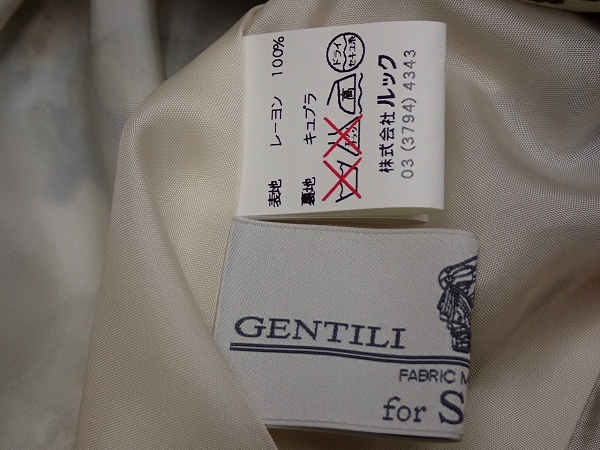 表地 レーヨン 100%
裏地 キュプラ
高
ドライ
セキユ系
株式会社 ルック
03 (3794) 4343
GENTILI
FABRIC M
for S